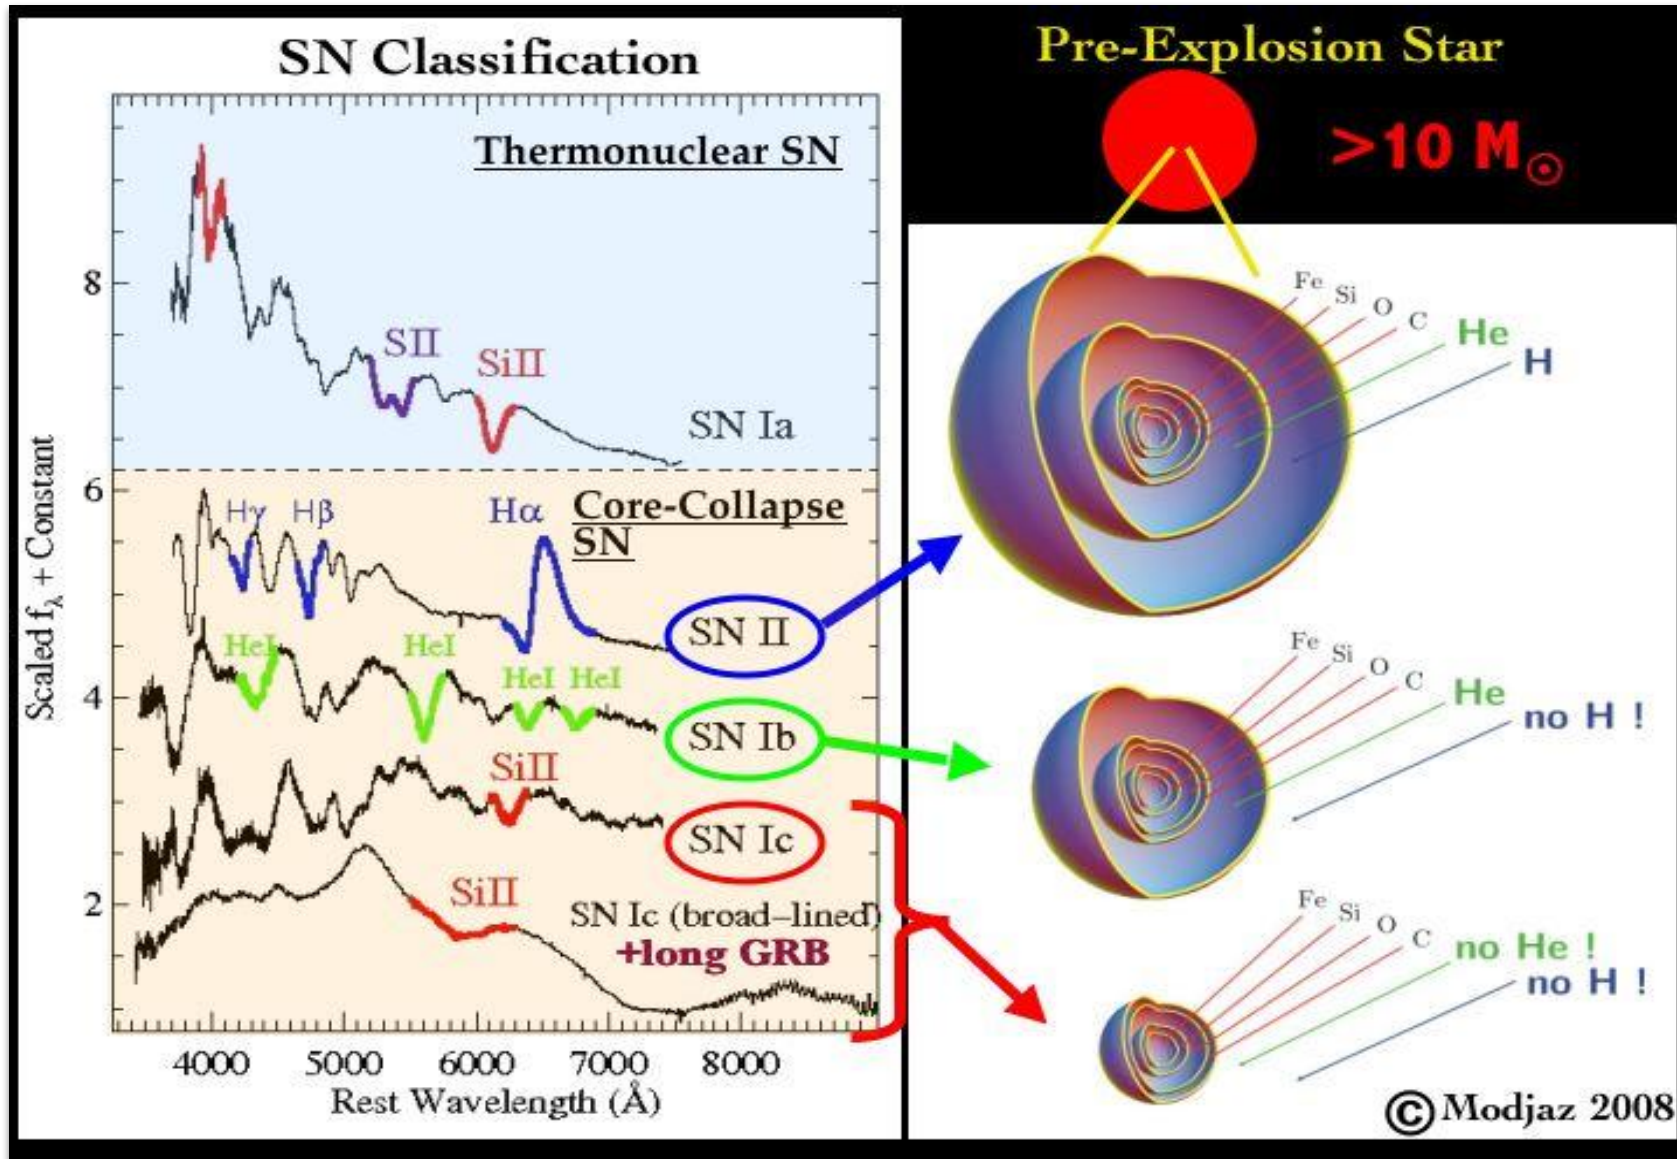 SN Classification
Thermonuclear SN
8
SII
SiII
SN Ia
6
Hγ Hβ Hα
Core-Collapse
SN
SN II
HeI HeI HeI HeI
4
SN Ib
SiII
SN Ic
2
SiII
SN Ic (broad-lined)
+long GRB
Scaled fλ + Constant
4000 5000 6000 7000 8000
Rest Wavelength (Å)
Pre-Explosion Star
>10 M☉
Fe Si O C He H
Fe Si O C He no H !
Fe Si O C no He !
no H !
© Modjaz 2008